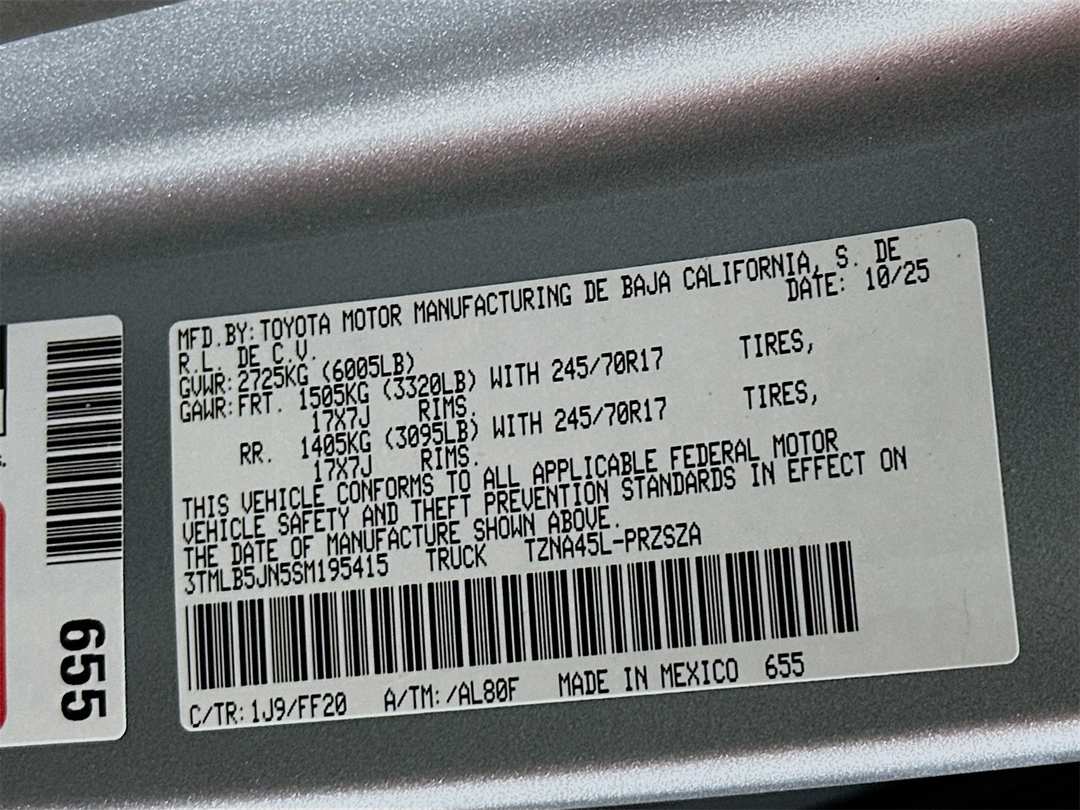 MFD.BY: TOYOTA MOTOR MANUFACTURING DE BAJA CALIFORNIA, S. DE
R.L. DE C.V. DATE: 10/25
GVWR: 2725KG (6005LB)
GAWR: FRT. 1505KG (3320LB) WITH 245/70R17 TIRES,
17X7J RIMS.
RR. 1405KG (3095LB) WITH 245/70R17 TIRES,
17X7J RIMS.
THIS VEHICLE CONFORMS TO ALL APPLICABLE FEDERAL MOTOR
VEHICLE SAFETY AND THEFT PREVENTION STANDARDS IN EFFECT ON
THE DATE OF MANUFACTURE SHOWN ABOVE.
3TMLB5JN5SM195415 TRUCK TZNA45L-PRZSZA
C/TR: 1J9/FF20 A/TM: /AL80F MADE IN MEXICO 655
655